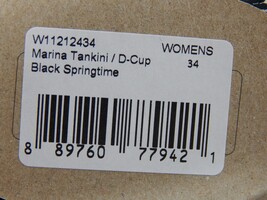 W11212434 WOMENS
Marina Tankini / D-Cup 34
Black Springtime
8 89760 77942 1